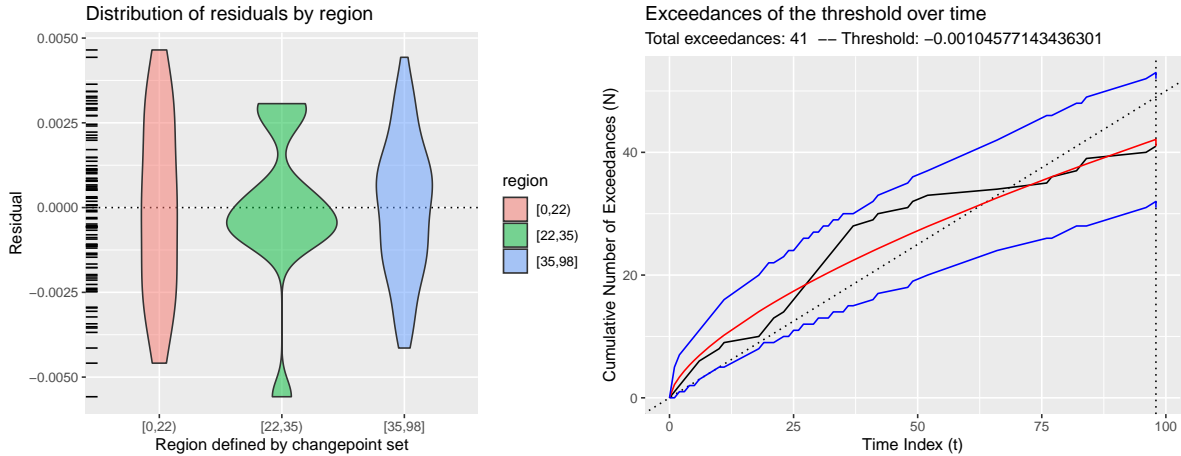 Distribution of residuals by region
0.0050
0.0025
0.0000
−0.0025
−0.0050
Residual
[0,22)
[22,35)
[35,98]
Region defined by changepoint set
region
[0,22)
[22,35)
[35,98]
Exceedances of the threshold over time
Total exceedances: 41 −− Threshold: −0.00104577143436301
40
20
0
Cumulative Number of Exceedances (N)
0
25
50
75
100
Time Index (t)